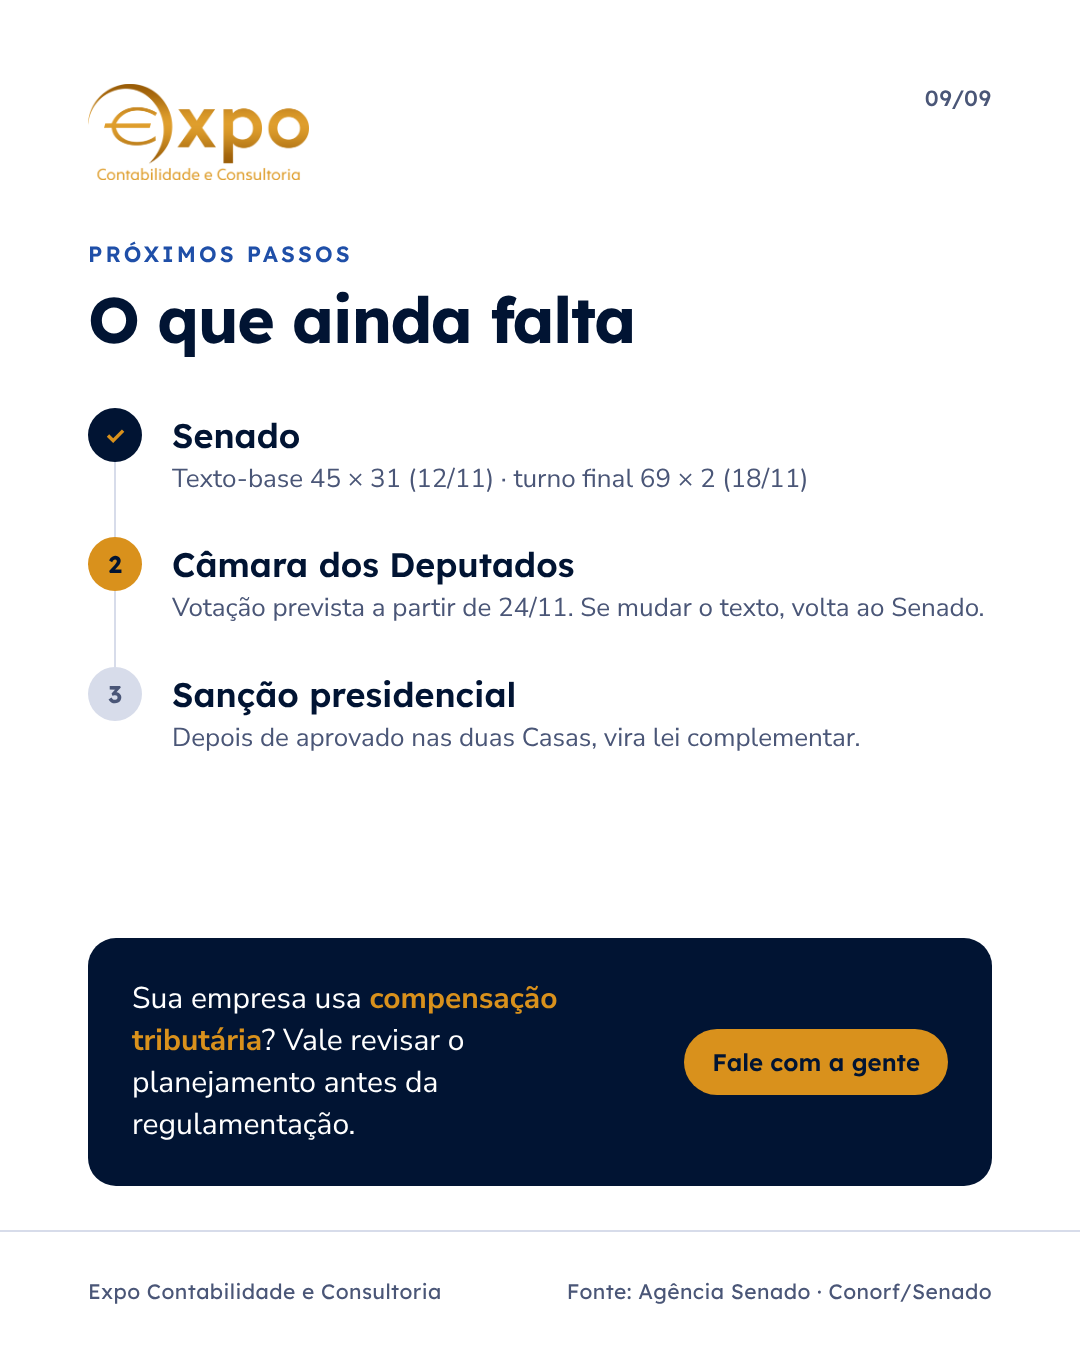 Expo
Contabilidade e Consultoria
09/09
PRÓXIMOS PASSOS
O que ainda falta
Senado
Texto-base 45 × 31 (12/11) · turno final 69 × 2 (18/11)
2
Câmara dos Deputados
Votação prevista a partir de 24/11. Se mudar o texto, volta ao Senado.
3
Sanção presidencial
Depois de aprovado nas duas Casas, vira lei complementar.
Sua empresa usa compensação
tributária? Vale revisar o
planejamento antes da
regulamentação.
Fale com a gente
Expo Contabilidade e Consultoria
Fonte: Agência Senado · Conorf/Senado